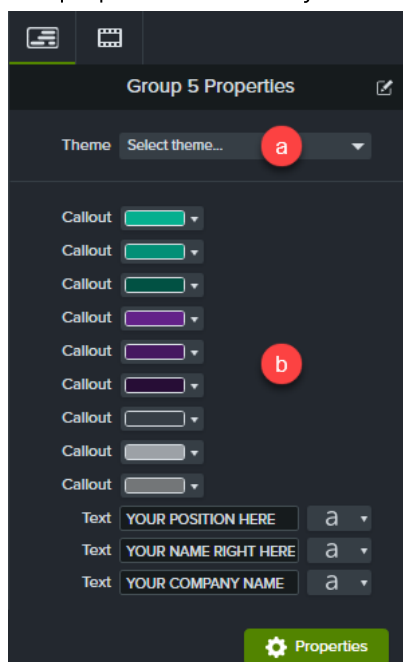 Group 5 Properties
Theme Select theme... a
Callout
Callout
Callout
Callout
Callout
b
Callout
Callout
Callout
Callout
Text YOUR POSITION HERE a
Text YOUR NAME RIGHT HERE a
Text YOUR COMPANY NAME a
Properties